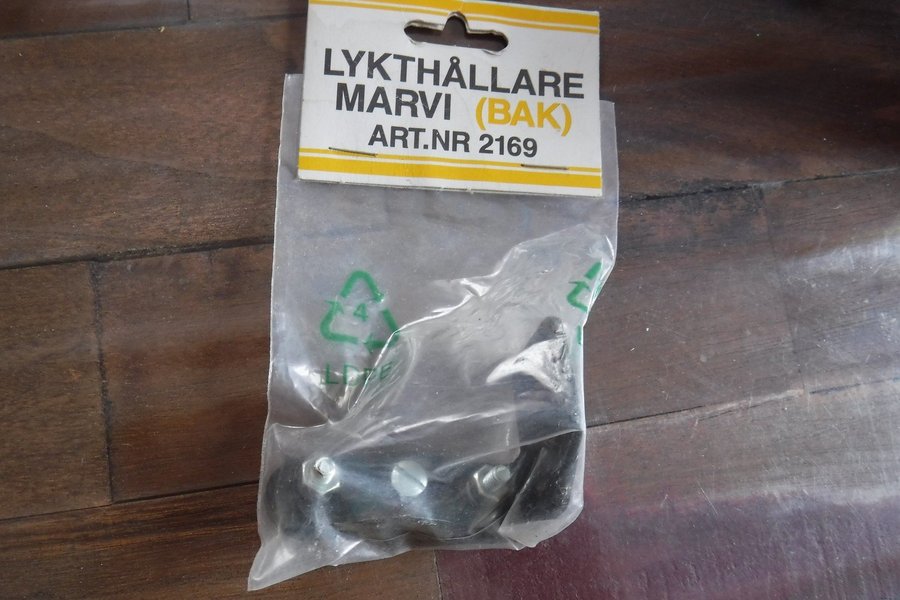 LYKTHÅLLARE
MARVI (BAK)
ART.NR 2169
4
LDPE